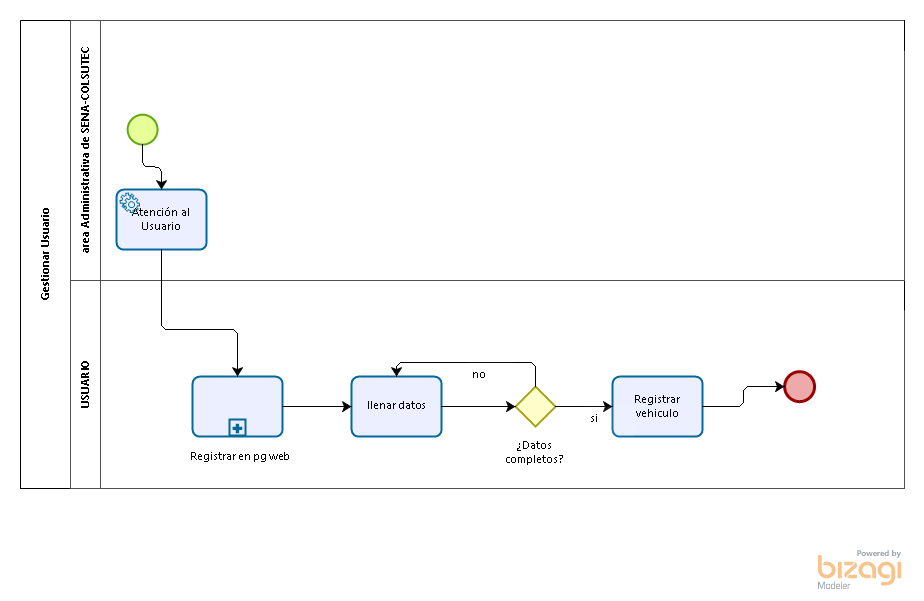 Gestionar Usuario
area Administrativa de SENA-COLSUTEC
Atención al
Usuario
USUARIO
Registrar en pg web
llenar datos
no
¿Datos
completos?
si
Registrar
vehiculo
Powered by
bizagi
Modeler